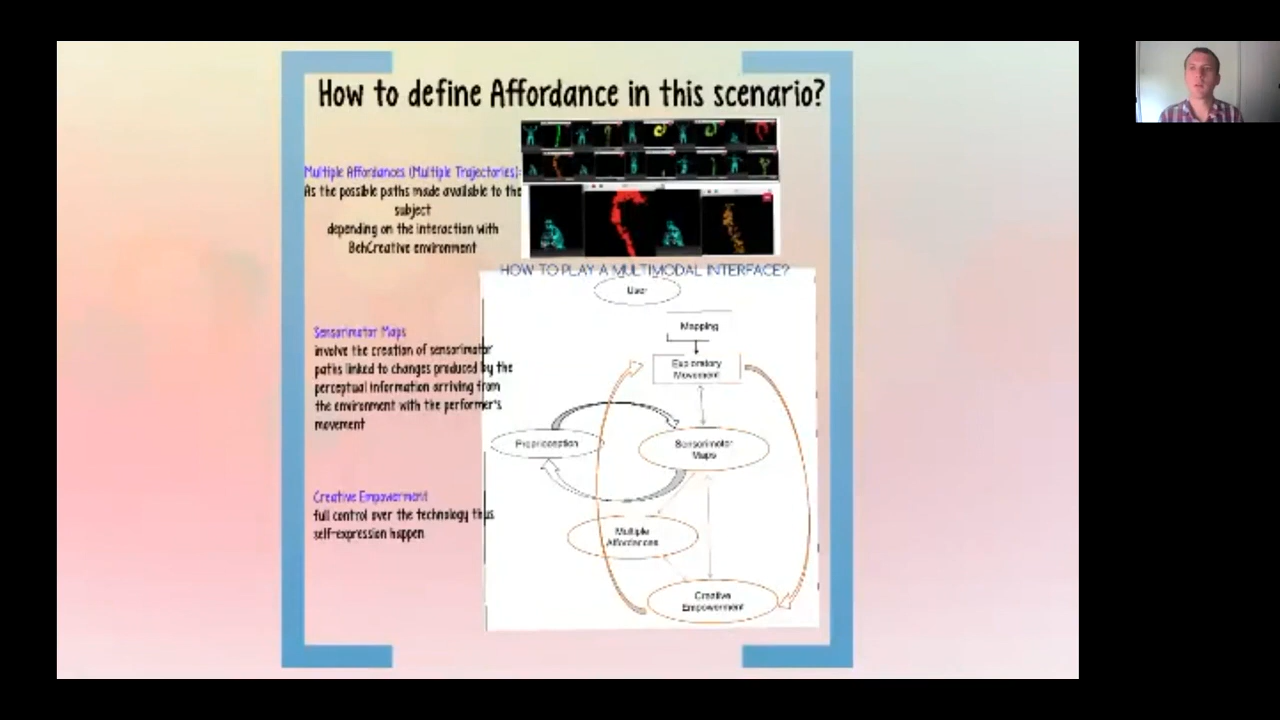 How to define Affordance in this scenario?
Multiple Affordances (Multiple Trajectories):
As the possible paths made available to the
subject
depending on the interaction with
BehCreative environment
Sensorimotor Maps
involve the creation of sensorimotor
paths linked to changes produced by the
perceptual information arriving from
the environment with the performer's
movement
Creative Empowerment
full control over the technology thus
self-expression happen
HOW TO PLAY A MULTIMODAL INTERFACE?
User
Mapping
Exploratory
Movement
Proprioception
Sensorimotor
Maps
Multiple
Affordances
Creative
Empowerment